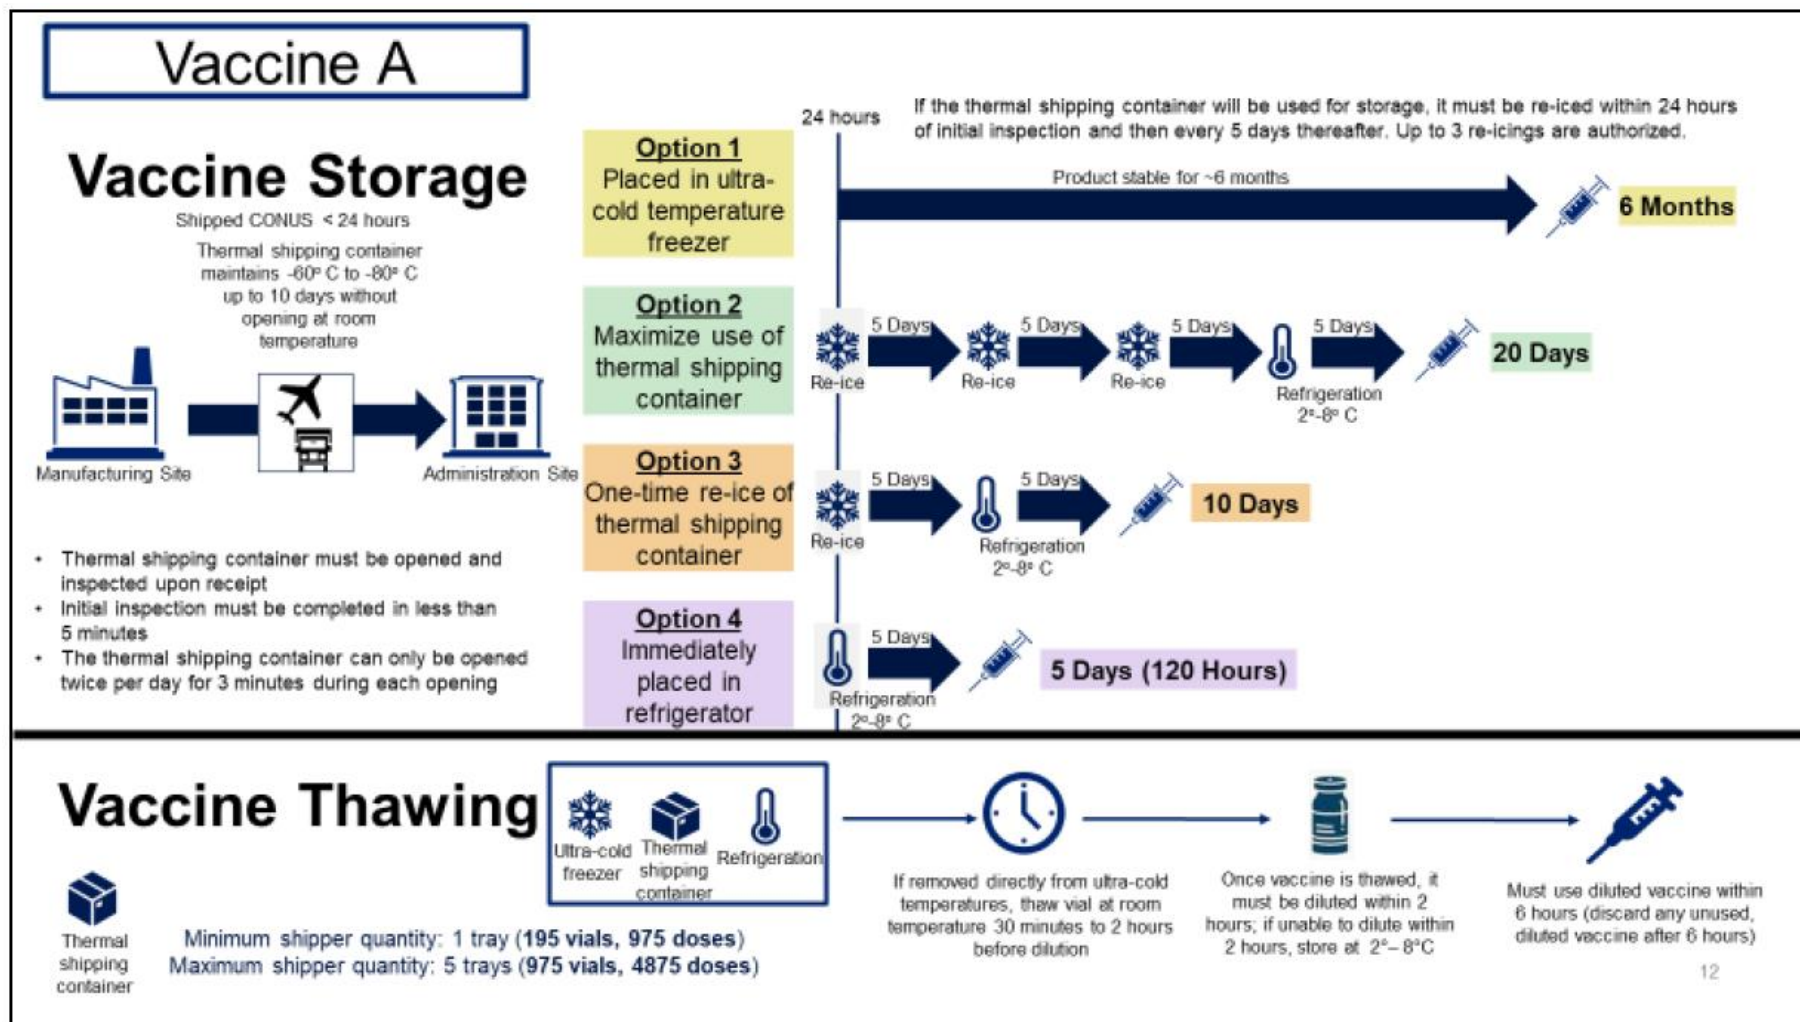 Vaccine A
Vaccine Storage
Shipped CONUS < 24 hours
Thermal shipping container
maintains -60º C to -80º C
up to 10 days without
opening at room
temperature
Manufacturing Site
Administration Site
• Thermal shipping container must be opened and
inspected upon receipt
• Initial inspection must be completed in less than
5 minutes
• The thermal shipping container can only be opened
twice per day for 3 minutes during each opening
24 hours
If the thermal shipping container will be used for storage, it must be re-iced within 24 hours
of initial inspection and then every 5 days thereafter. Up to 3 re-icings are authorized.
Option 1
Placed in ultra-
cold temperature
freezer
Product stable for ~6 months
6 Months
Option 2
Maximize use of
thermal shipping
container
Re-ice
5 Days
Re-ice
5 Days
Re-ice
5 Days
Refrigeration
2º-8º C
5 Days
20 Days
Option 3
One-time re-ice of
thermal shipping
container
Re-ice
5 Days
Refrigeration
2º-8º C
5 Days
10 Days
Option 4
Immediately
placed in
refrigerator
Refrigeration
2º-8º C
5 Days
5 Days (120 Hours)
Vaccine Thawing
Ultra-cold
freezer
Thermal
shipping
container
Refrigeration
Thermal
shipping
container
Minimum shipper quantity: 1 tray (195 vials, 975 doses)
Maximum shipper quantity: 5 trays (975 vials, 4875 doses)
If removed directly from ultra-cold
temperatures, thaw vial at room
temperature 30 minutes to 2 hours
before dilution
Once vaccine is thawed, it
must be diluted within 2
hours; if unable to dilute within
2 hours, store at 2°– 8°C
Must use diluted vaccine within
6 hours (discard any unused,
diluted vaccine after 6 hours)
12